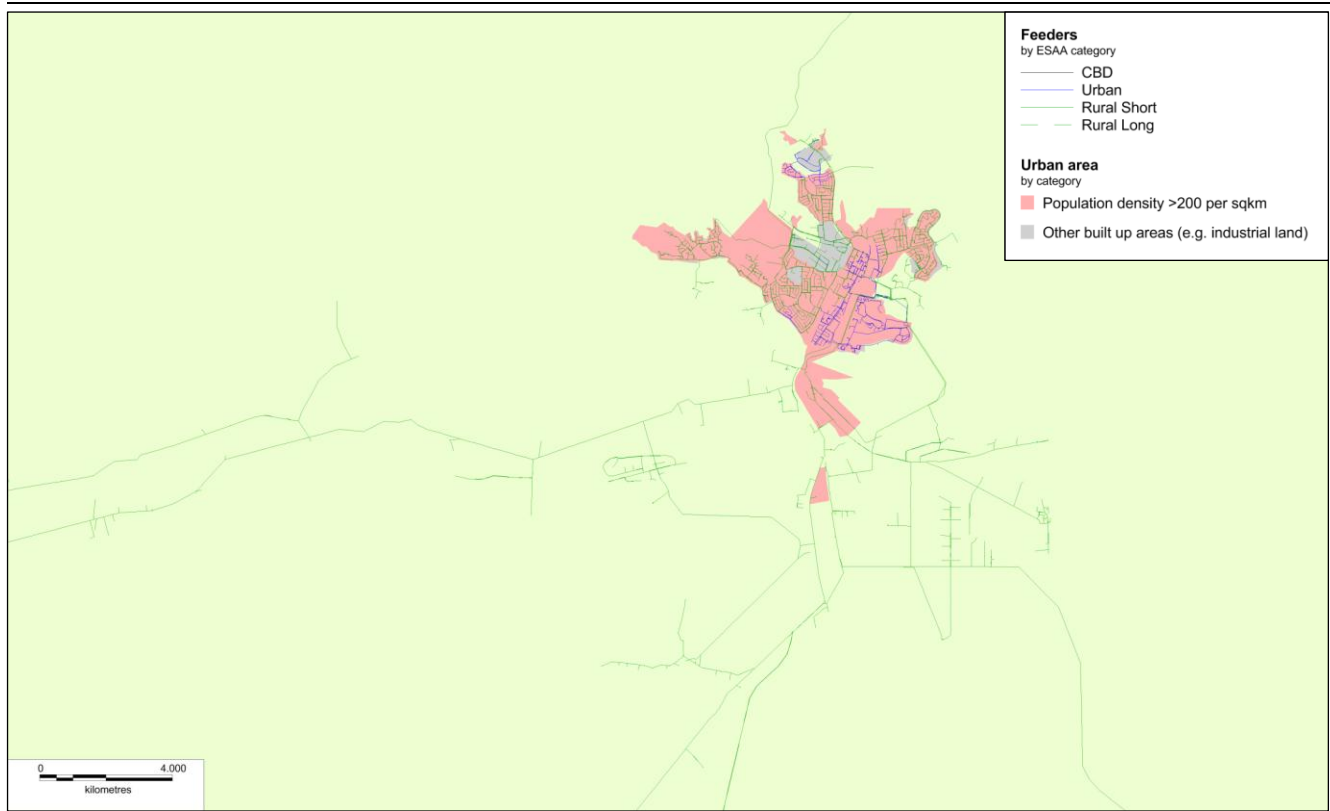 Feeders
by ESAA category
CBD
Urban
Rural Short
Rural Long
Urban area
by category
Population density >200 per sqkm
Other built up areas (e.g. industrial land)
0 4.000
kilometres